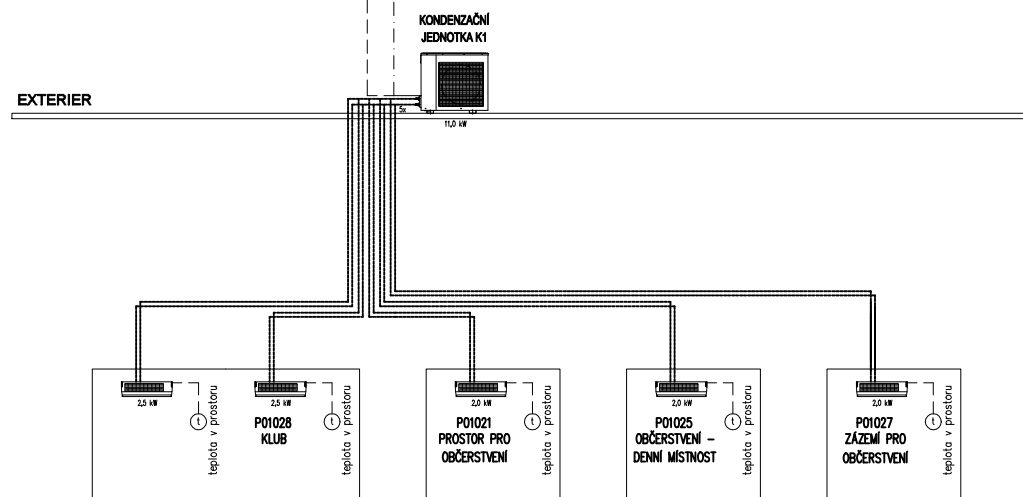 KONDENZAČNÍ
JEDNOTKA K1
EXTERIER
5x
11,0 kW
2,5 kW
teplota v prostoru
t
2,5 kW
teplota v prostoru
t
P01028
KLUB
2,0 kW
teplota v prostoru
t
P01021
PROSTOR PRO
OBČERSTVENÍ
2,0 kW
teplota v prostoru
t
P01025
OBČERSTVENÍ –
DENNÍ MÍSTNOST
2,0 kW
teplota v prostoru
t
P01027
ZÁZEMÍ PRO
OBČERSTVENÍ